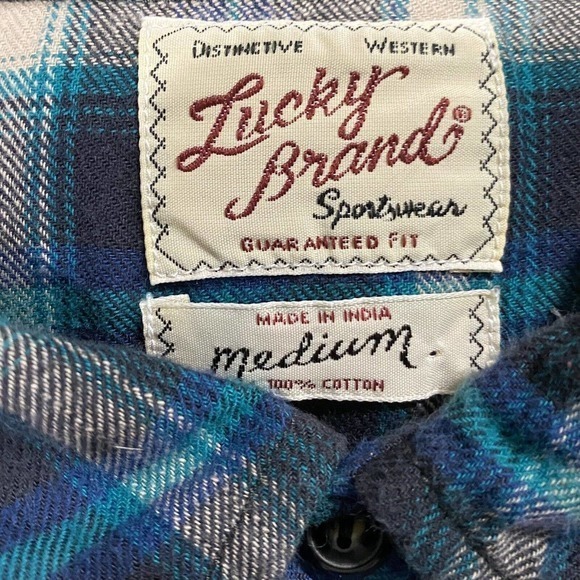 Distinctive Western
Lucky
Brand®
Sportswear
Guaranteed Fit
Made in India
medium.
100% Cotton